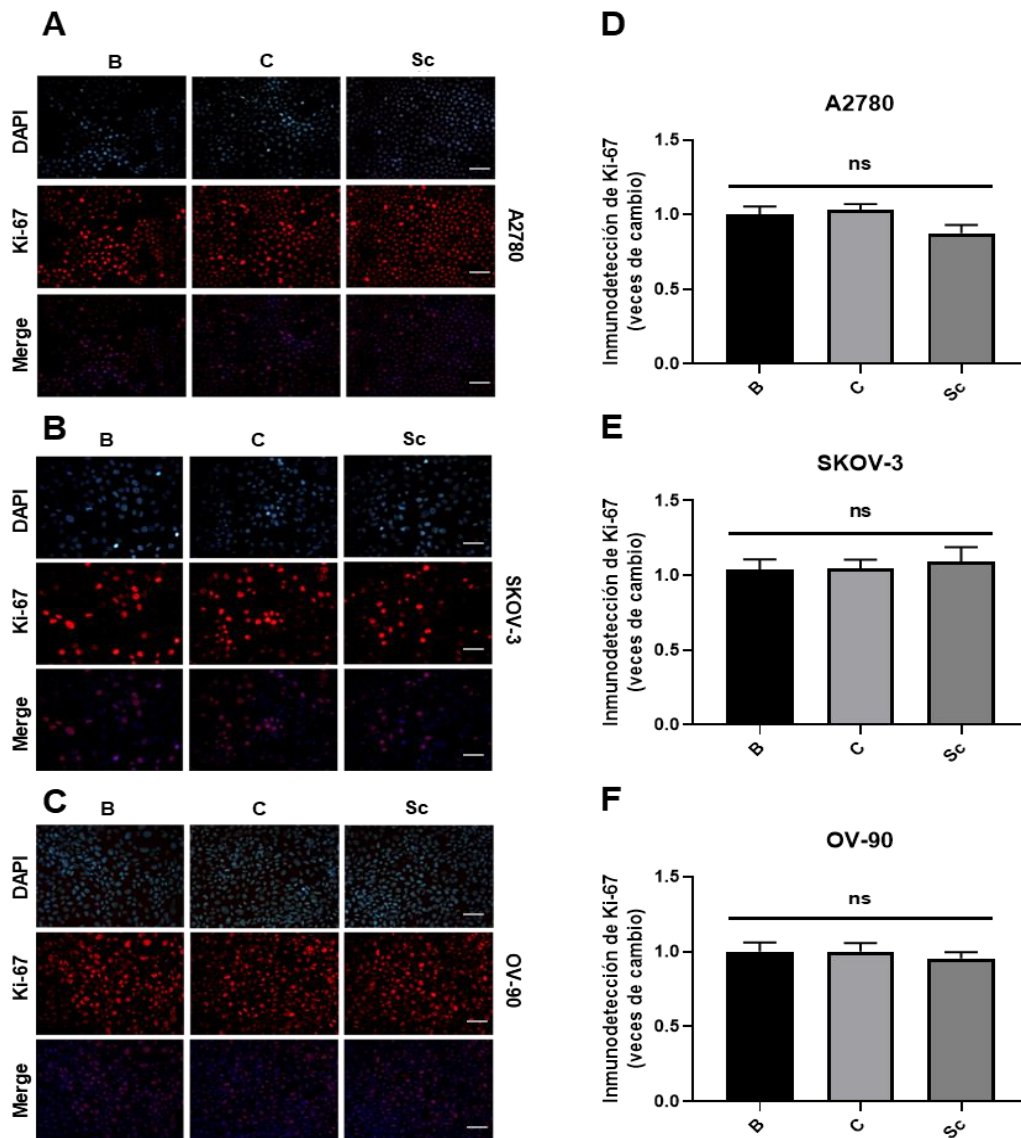 A
B C Sc
DAPI
Ki-67
Merge
A2780
B
B C Sc
DAPI
Ki-67
Merge
SKOV-3
C
B C Sc
DAPI
Ki-67
Merge
OV-90
D
A2780
Inmunodetección de Ki-67
(veces de cambio)
1.5
1.0
0.5
0.0
ns
B C Sc
E
SKOV-3
Inmunodetección de Ki-67
(veces de cambio)
1.5
1.0
0.5
0.0
ns
B C Sc
F
OV-90
Inmunodetección de Ki-67
(veces de cambio)
1.5
1.0
0.5
0.0
ns
B C Sc